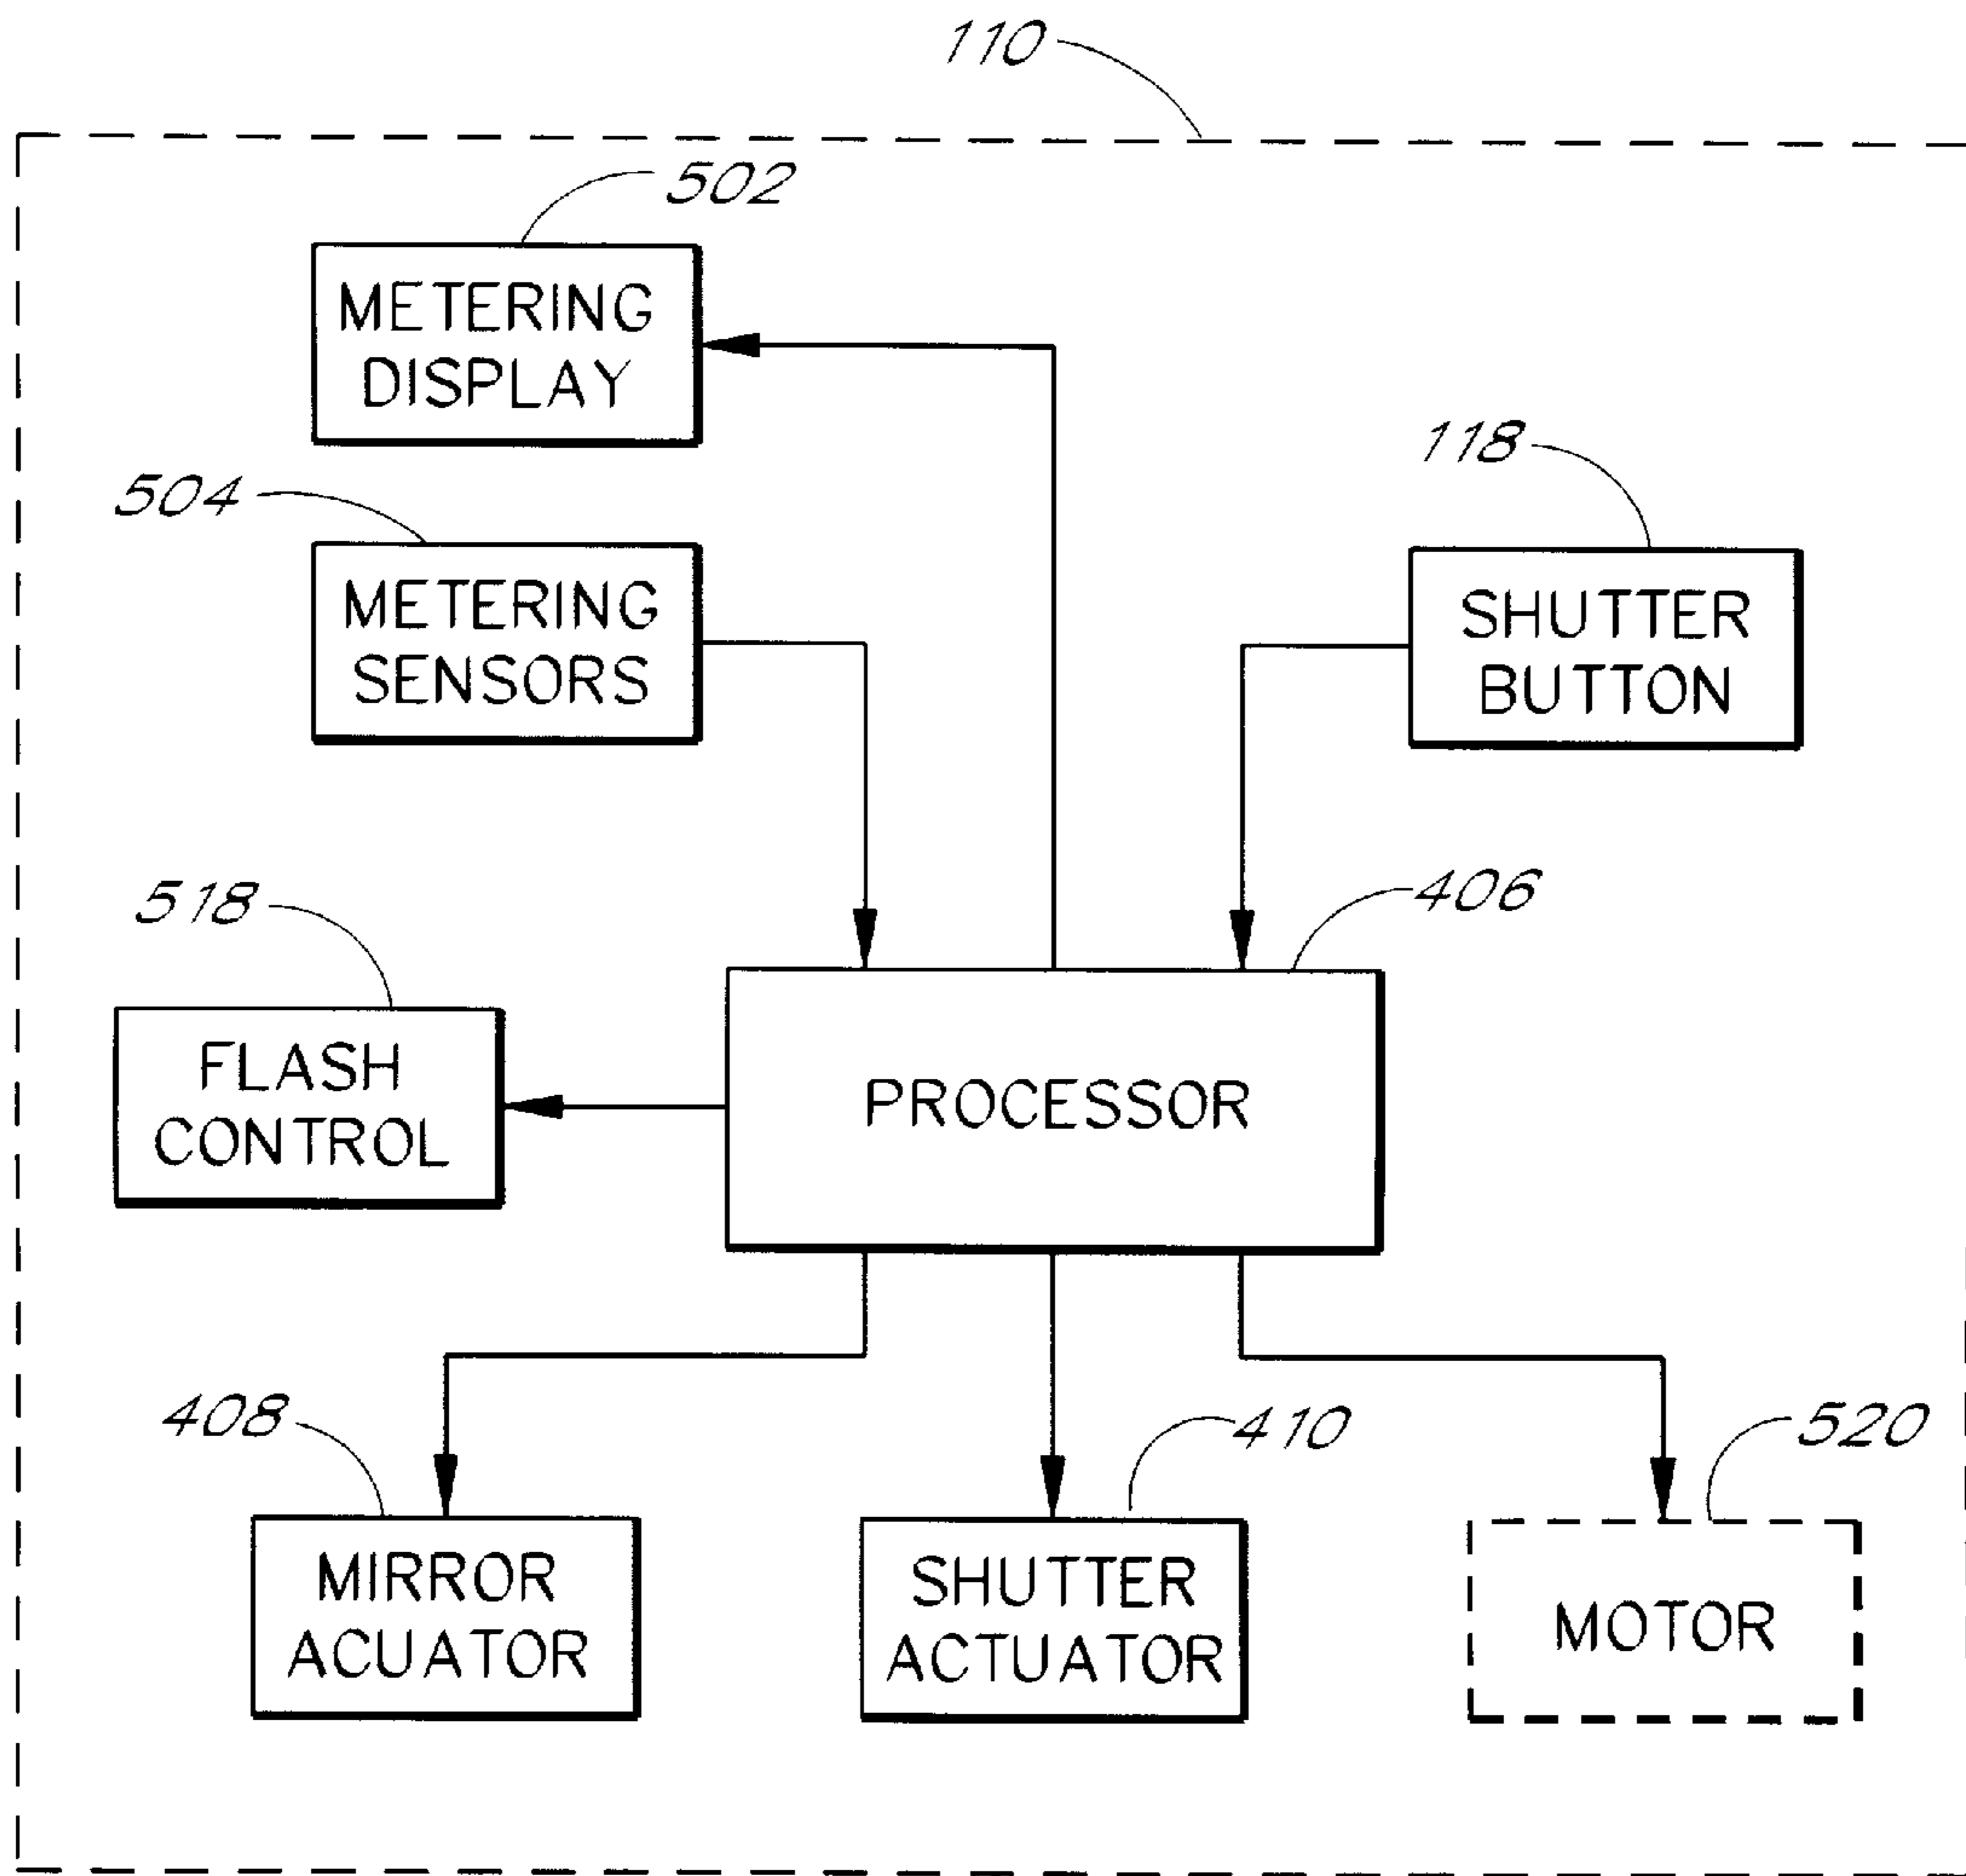 110
502
METERING
DISPLAY
118
504
METERING
SENSORS
SHUTTER
BUTTON
406
518
FLASH
CONTROL
PROCESSOR
408
410
520
MIRROR
ACUATOR
SHUTTER
ACTUATOR
MOTOR